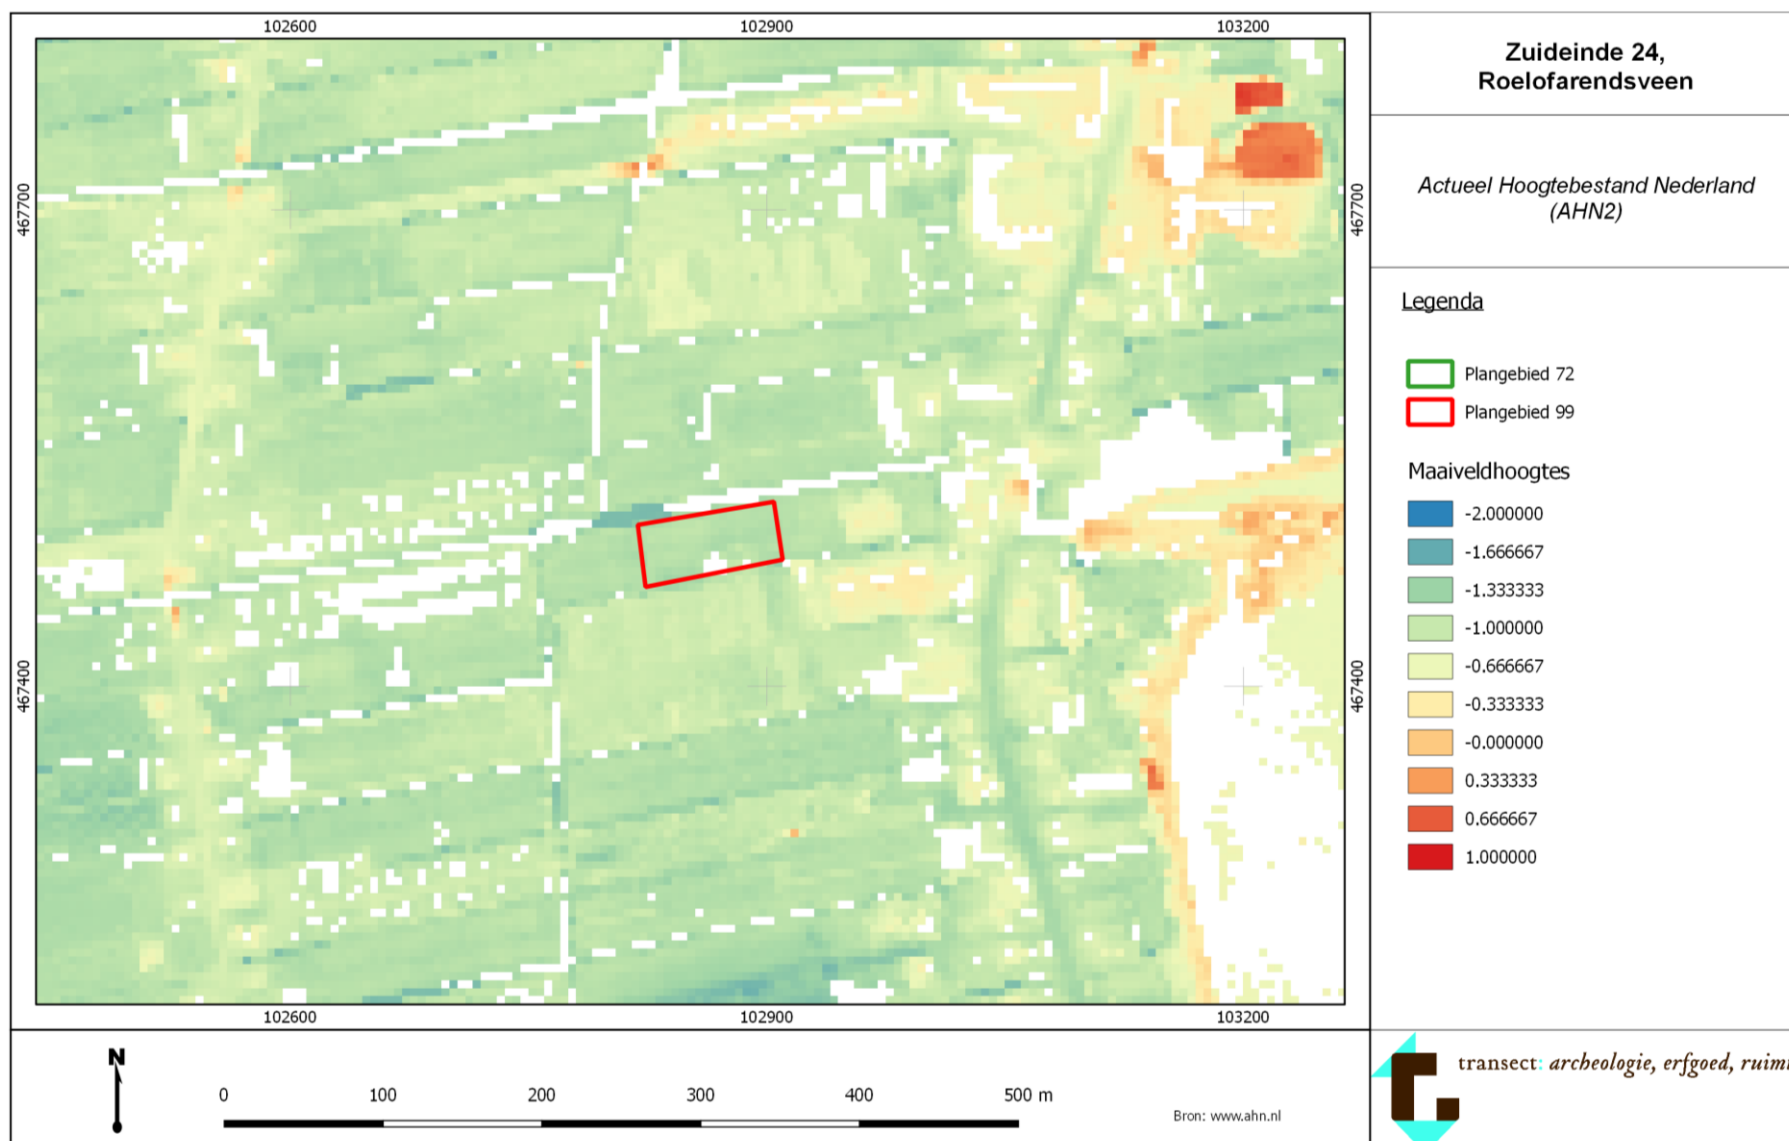 102600 102900 103200
467700 467700
467400 467400
102600 102900 103200
Zuideinde 24,
Roelofarendsveen
Actueel Hoogtebestand Nederland
(AHN2)
Legenda
Plangebied 72
Plangebied 99
Maaiveldhoogtes
-2.000000
-1.666667
-1.333333
-1.000000
-0.666667
-0.333333
-0.000000
0.333333
0.666667
1.000000
N
0 100 200 300 400 500 m
Bron: www.ahn.nl
transect: archeologie, erfgoed,